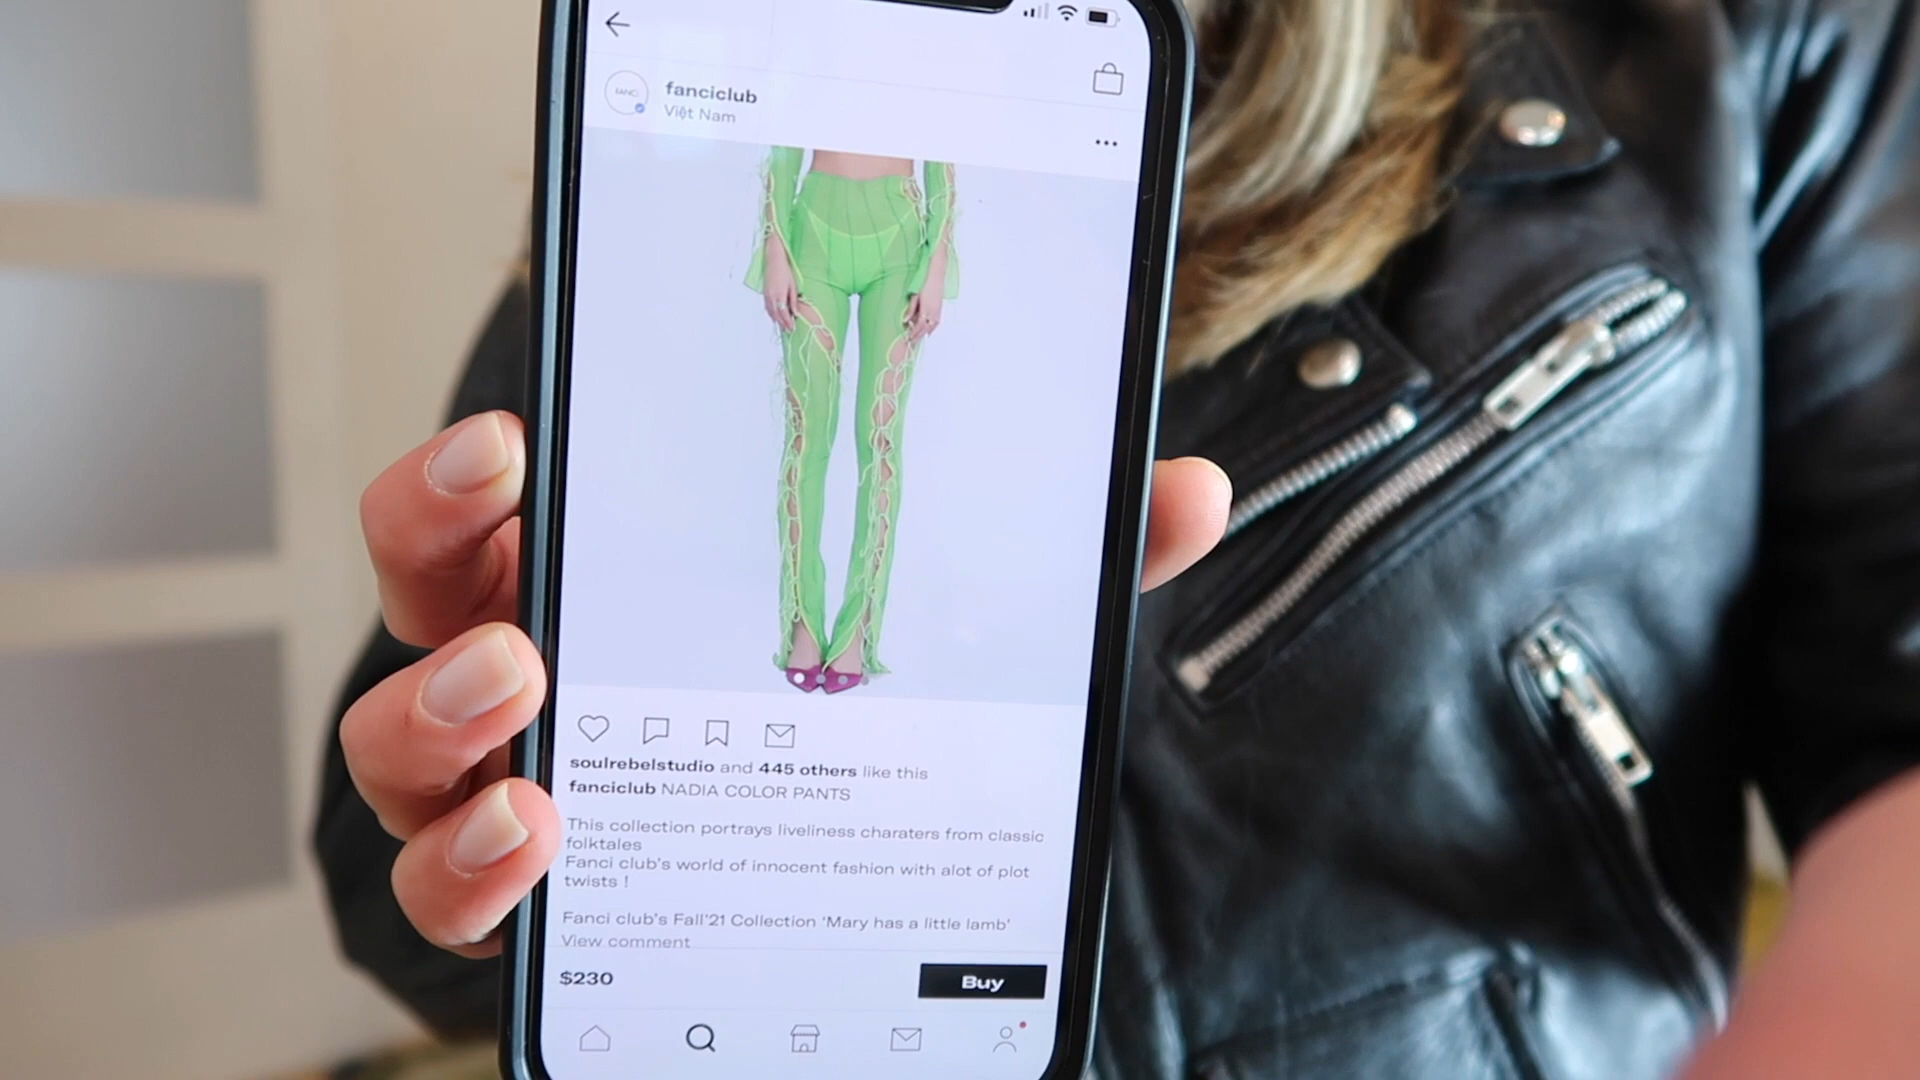 fanciclub
FANCI
Việt Nam
soulrebelstudio and 445 others like this
fanciclub NADIA COLOR PANTS
This collection portrays liveliness charaters from classic
folktales
Fanci club's world of innocent fashion with alot of plot
twists !
Fanci club's Fall'21 Collection 'Mary has a little lamb'
View comment
$230
Buy